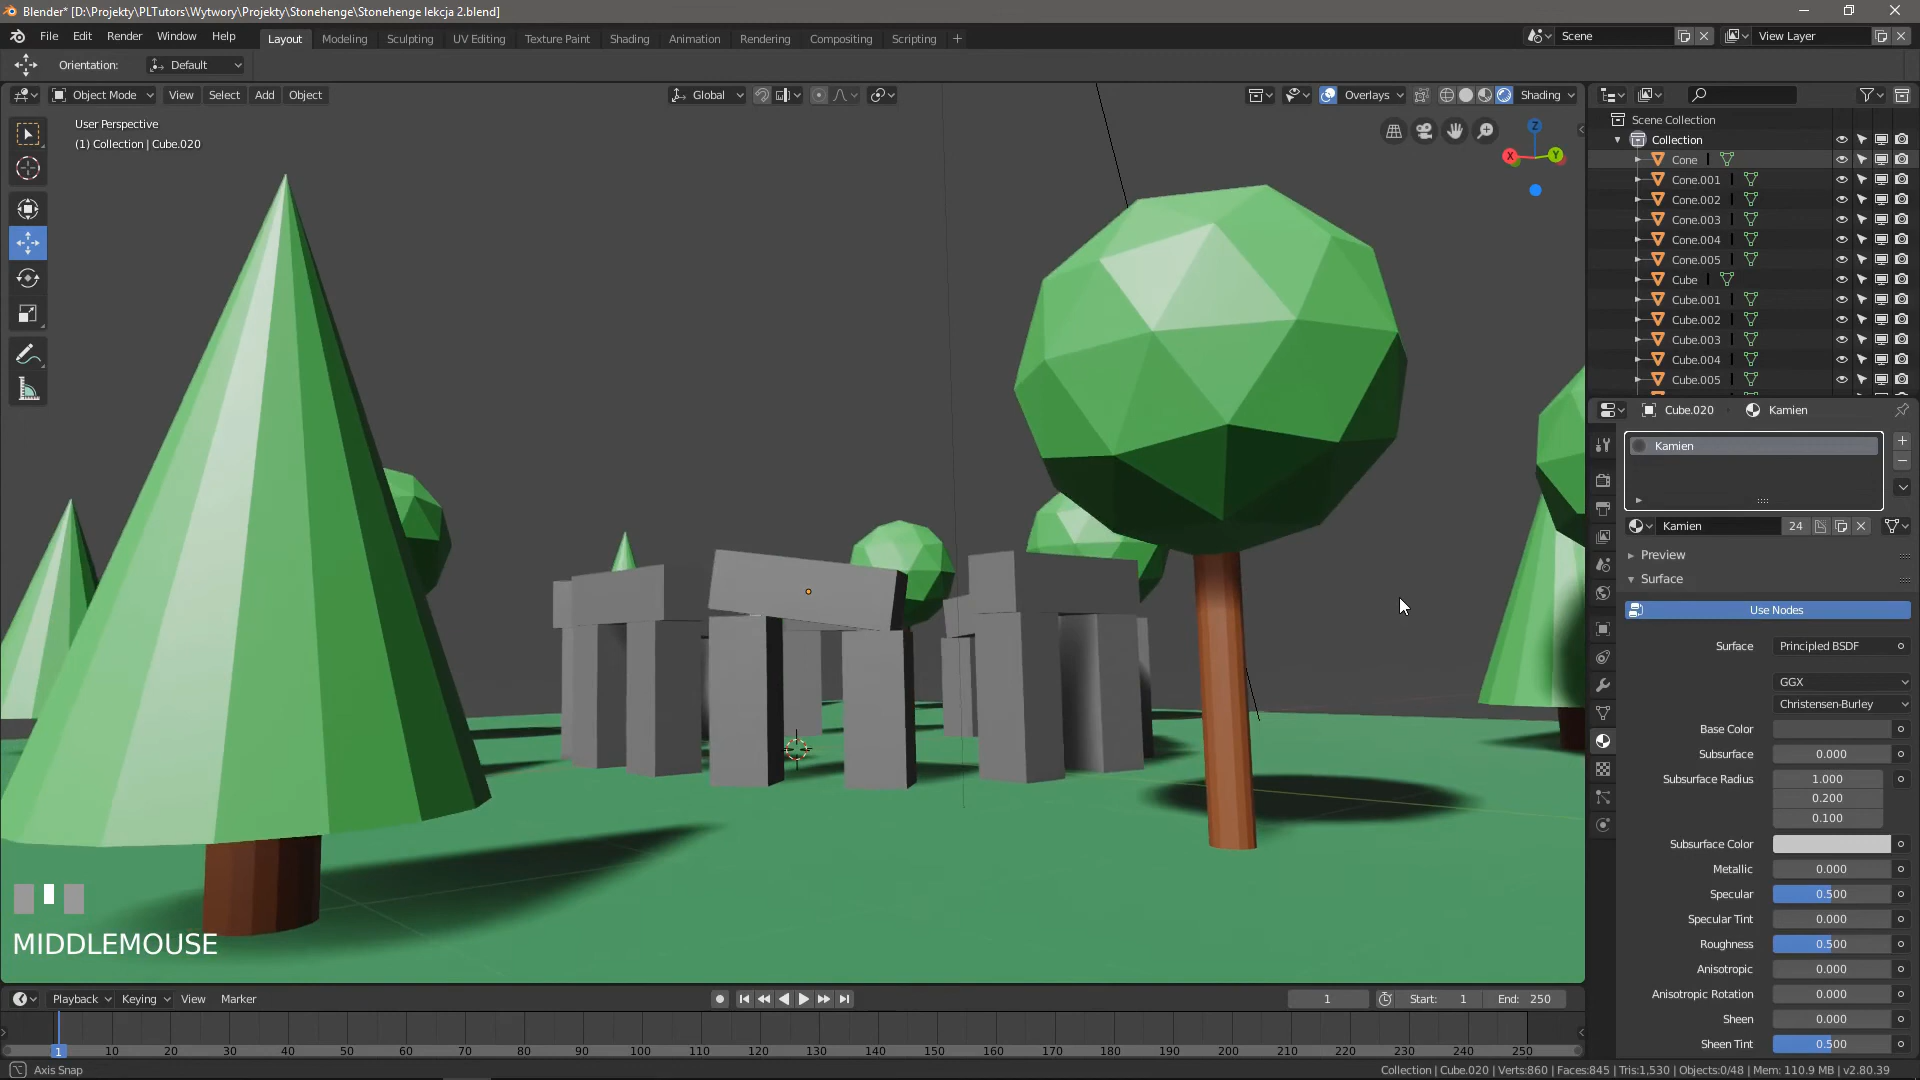 Blender* [D:\Projekty\PLTutors\Wytwory\Projekty\Stonehenge\Stonehenge lekcja 2.blend]
File Edit Render Window Help Layout Modeling Sculpting UV Editing Texture Paint Shading Animation Rendering Compositing Scripting + Scene View Layer
Orientation: Default
Object Mode View Select Add Object Global Overlays Shading
User Perspective
(1) Collection | Cube.020
Z
X
Y
MIDDLEMOUSE
Scene Collection
Collection
Cone
Cone.001
Cone.002
Cone.003
Cone.004
Cone.005
Cube
Cube.001
Cube.002
Cube.003
Cube.004
Cube.005
Cube.020 Kamien
Kamien
Kamien 24
Preview
Surface
Use Nodes
Surface Principled BSDF
GGX
Christensen-Burley
Base Color
Subsurface 0.000
Subsurface Radius 1.000
0.200
0.100
Subsurface Color
Metallic 0.000
Specular 0.500
Specular Tint 0.000
Roughness 0.500
Anisotropic 0.000
Anisotropic Rotation 0.000
Sheen 0.000
Sheen Tint 0.500
Playback Keying View Marker 1 Start: 1 End: 250
1 10 20 30 40 50 60 70 80 90 100 110 120 130 140 150 160 170 180 190 200 210 220 230 240 250
Axis Snap
Collection | Cube.020 | Verts:860 | Faces:845 | Tris:1,530 | Objects:0/48 | Mem: 110.9 MB | v2.80.39